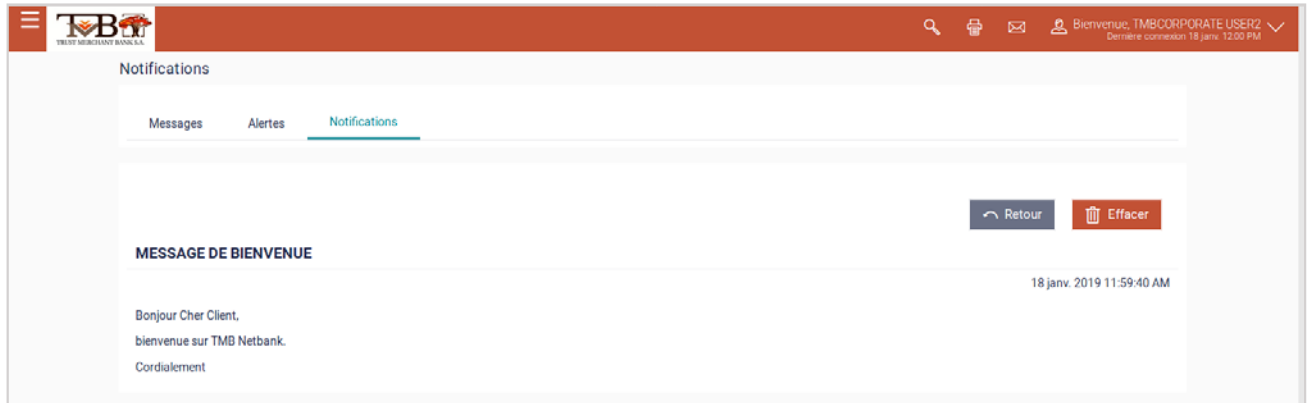 TMB
TRUST MERCHANT BANK S.A.
Bienvenue, TMBCORPORATE USER2
Dernière connexion 18 janv. 12:00 PM
Notifications
Messages Alertes Notifications
Retour Effacer
MESSAGE DE BIENVENUE
18 janv. 2019 11:59:40 AM
Bonjour Cher Client,
bienvenue sur TMB Netbank.
Cordialement